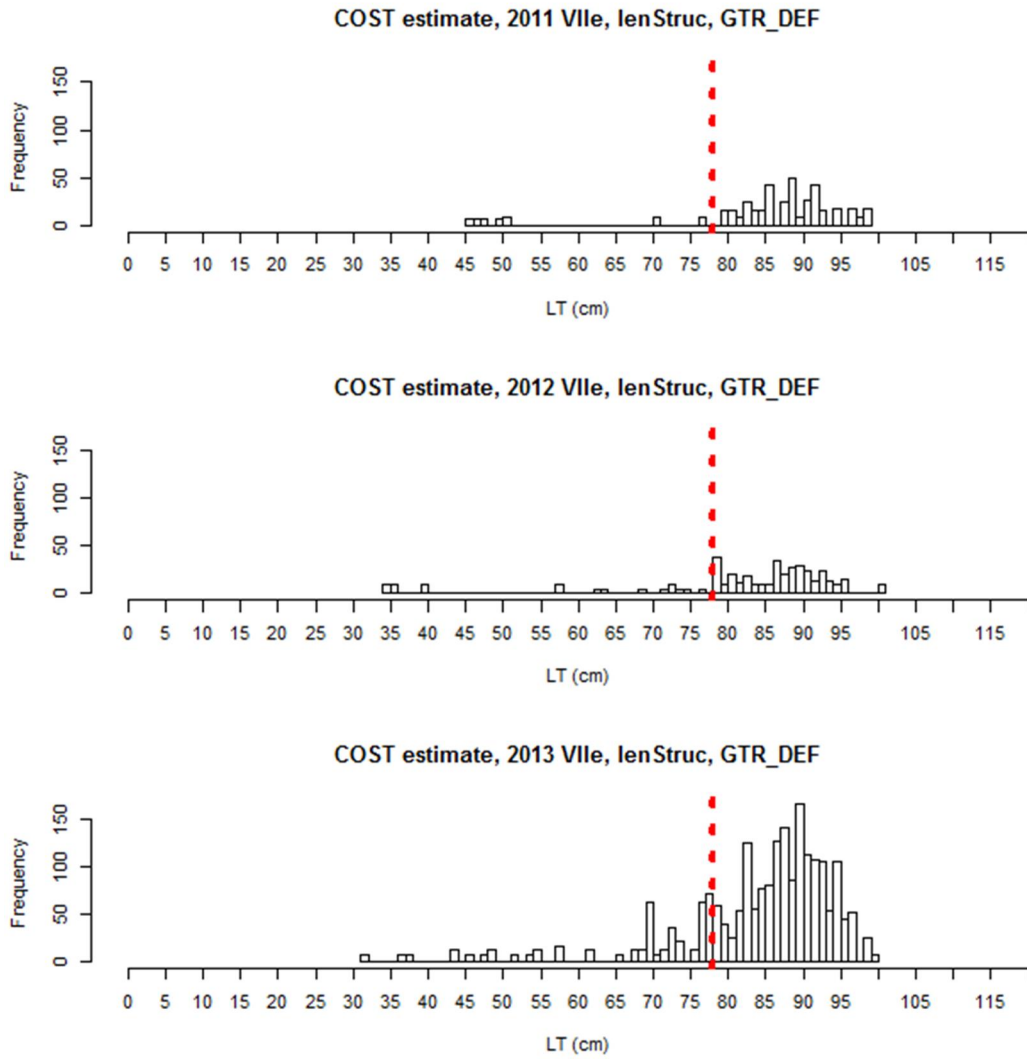 COST estimate, 2011 VIIe, lenStruc, GTR_DEF
150
100
50
0
Frequency
0 5 10 15 20 25 30 35 40 45 50 55 60 65 70 75 80 85 90 95 105 115
LT (cm)
COST estimate, 2012 VIIe, lenStruc, GTR_DEF
150
100
50
0
Frequency
0 5 10 15 20 25 30 35 40 45 50 55 60 65 70 75 80 85 90 95 105 115
LT (cm)
COST estimate, 2013 VIIe, lenStruc, GTR_DEF
150
100
50
0
Frequency
0 5 10 15 20 25 30 35 40 45 50 55 60 65 70 75 80 85 90 95 105 115
LT (cm)